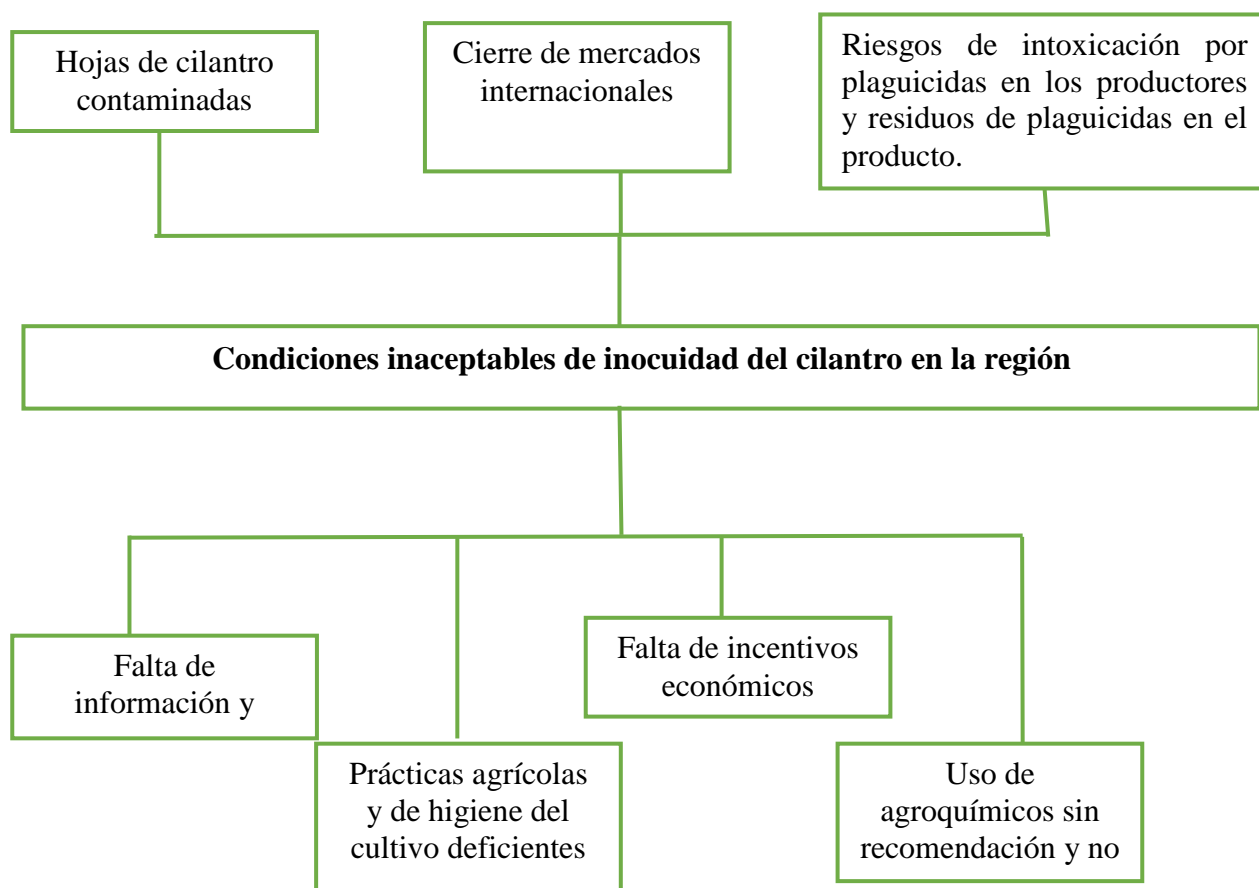 Hojas de cilantro
contaminadas
Cierre de mercados
internacionales
Riesgos de intoxicación por
plaguicidas en los productores
y residuos de plaguicidas en el
producto.
Condiciones inaceptables de inocuidad del cilantro en la región
Falta de
información y
Prácticas agrícolas
y de higiene del
cultivo deficientes
Falta de incentivos
económicos
Uso de
agroquímicos sin
recomendación y no